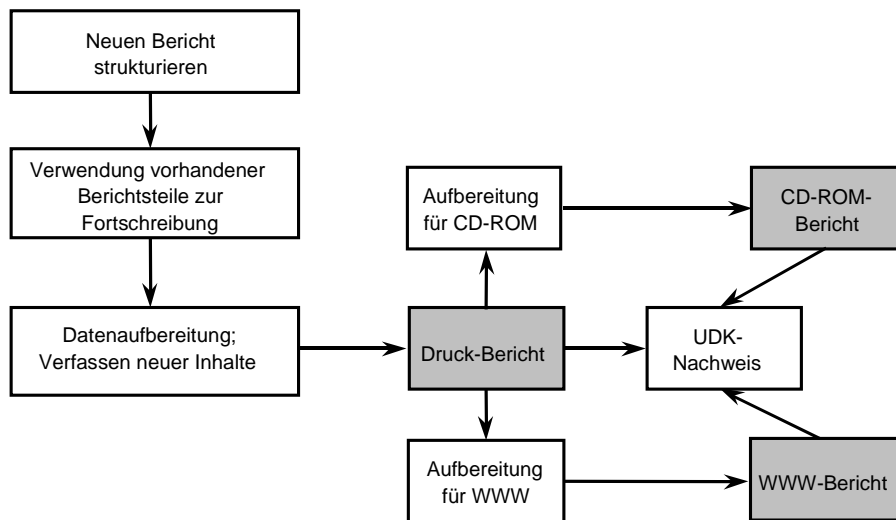 Neuen Bericht
strukturieren
Verwendung vorhandener
Berichtsteile zur
Fortschreibung
Datenaufbereitung;
Verfassen neuer Inhalte
Aufbereitung
für CD-ROM
CD-ROM-
Bericht
Druck-Bericht
UDK-
Nachweis
Aufbereitung
für WWW
WWW-Bericht